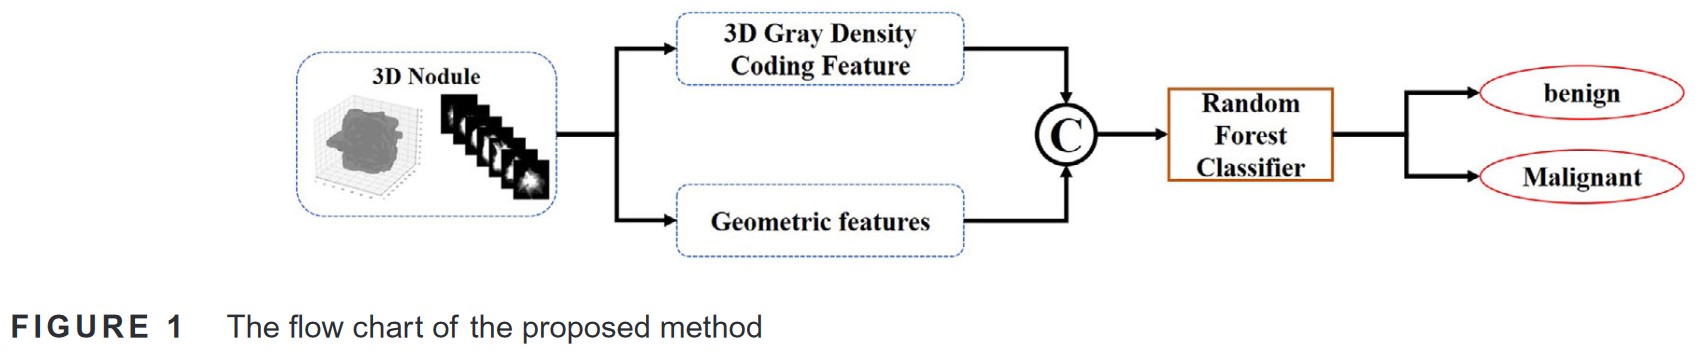 3D Nodule
3D Gray Density
Coding Feature
Geometric features
C
Random
Forest
Classifier
benign
Malignant
FIGURE 1 The flow chart of the proposed method